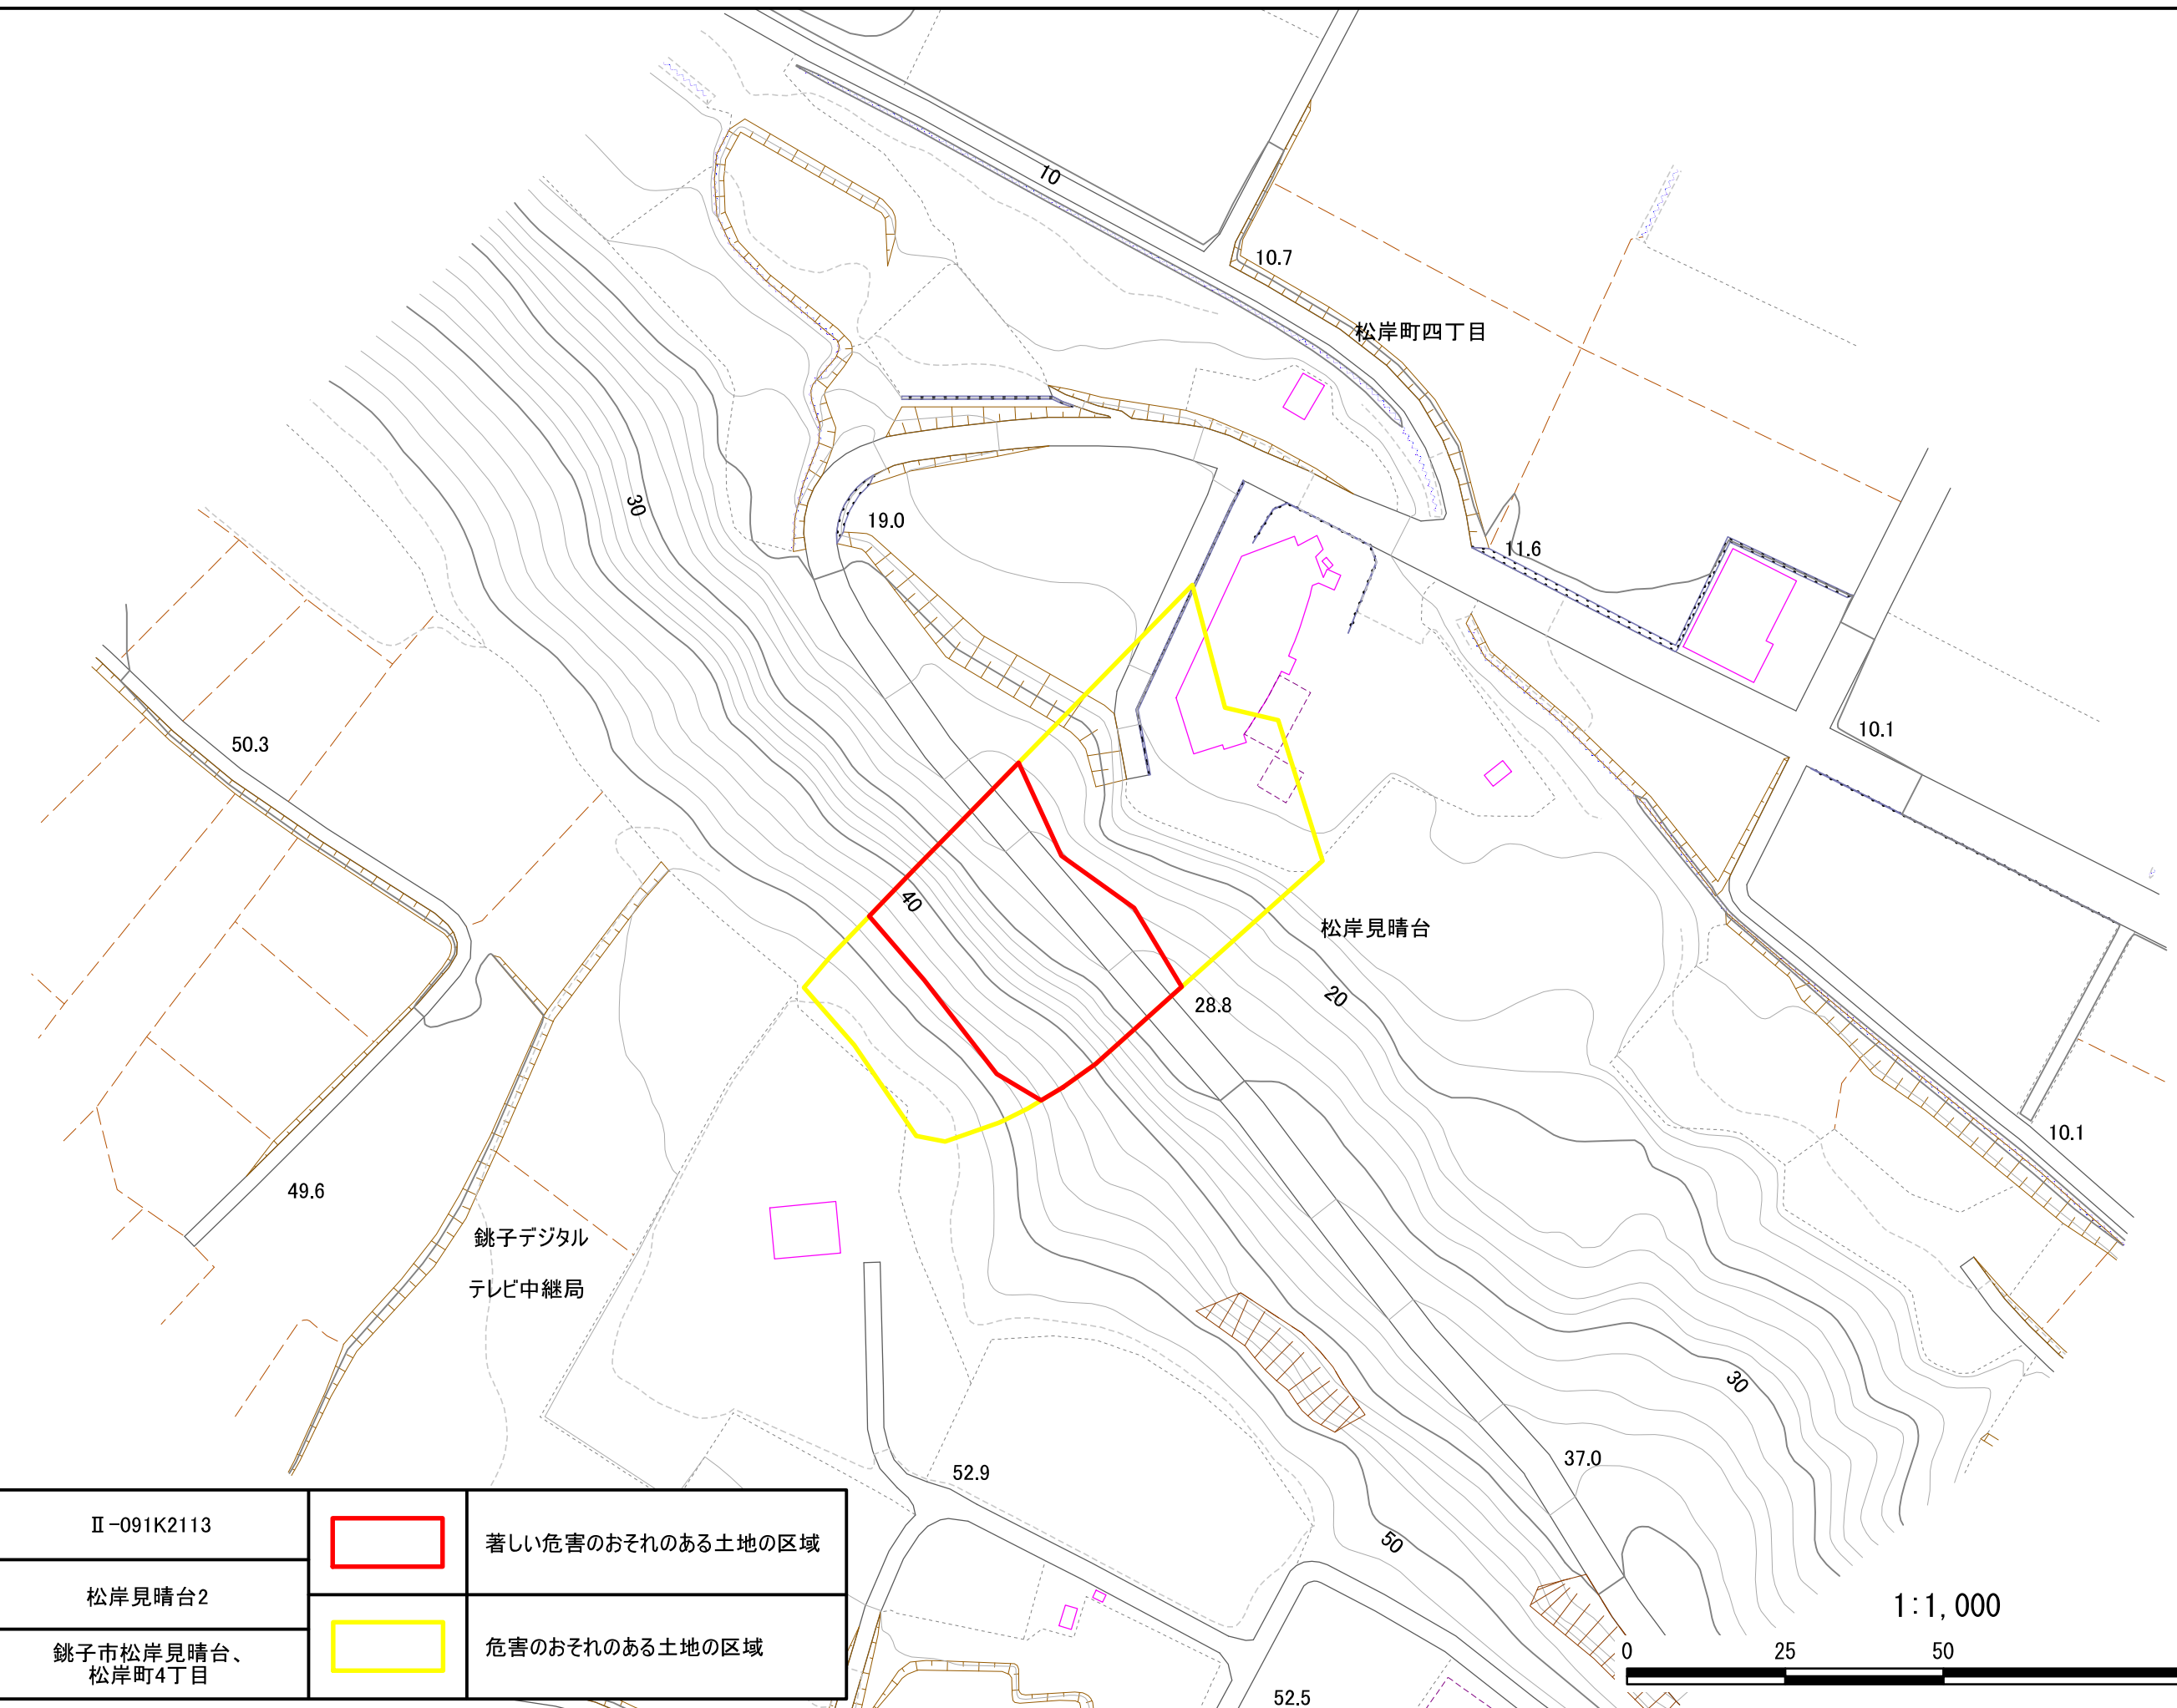 10
10.7
松岸町四丁目
30
19.0
11.6
50.3
10.1
40
松岸見晴台
20
28.8
10.1
49.6
銚子デジタル
テレビ中継局
30
52.9
37.0
50
Ⅱ-091K2113
著しい危害のおそれのある土地の区域
松岸見晴台2
危害のおそれのある土地の区域
銚子市松岸見晴台、
松岸町4丁目
1:1,000
0 25 50
52.5